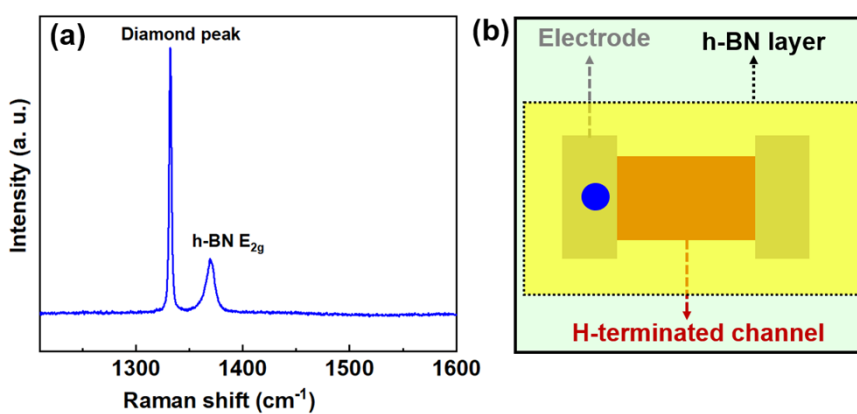 (a)
Diamond peak
h-BN E2g
Intensity (a. u.)
1300
1400
1500
1600
Raman shift (cm-1)
(b)
Electrode
h-BN layer
H-terminated channel